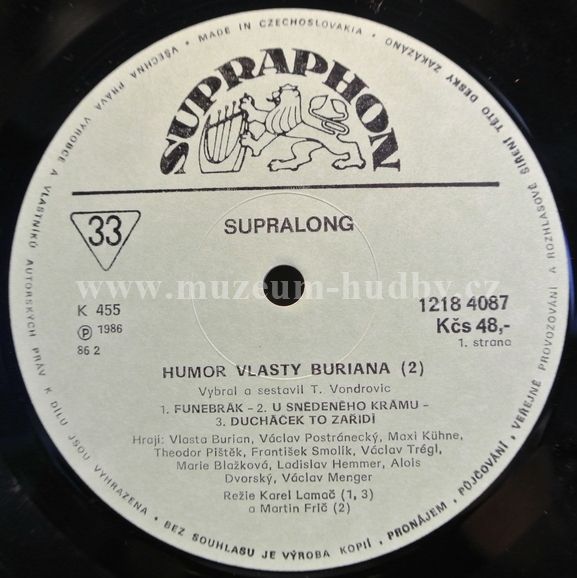 MADE IN CZECHOSLOVAKIA • VŠECHNA PRÁVA VÝROBCE A VLASTNÍKŮ AUTORSKÝCH PRÁV K DÍLU JSOU VYHRAZENA • BEZ SOUHLASU JE VÝROBA KOPIÍ, PRONÁJEM, PŮJČOVÁNÍ, VEŘEJNÉ PROVOZOVÁNÍ A ROZHLASOVÉ ŠÍŘENÍ TÉTO DESKY ZAKÁZÁNO •
SUPRAPHON
33
SUPRALONG
www.muzeum-hudby.cz
K 455
1218 4087
Ⓟ 1986
Kčs 48,-
86 2
1. strana
HUMOR VLASTY BURIANA (2)
Vybral a sestavil T. Vondrovic
1. FUNEBRÁK - 2. U SNĚDENÉHO KRÁMU -
3. DUCHÁČEK TO ZAŘÍDÍ
Hrají: Vlasta Burian, Václav Postránecký, Maxi Kühne,
Theodor Pištěk, František Smolík, Václav Trégl,
Marie Blažková, Ladislav Hemmer, Alois
Dvorský, Václav Menger
Režie Karel Lamač (1, 3)
a Martin Frič (2)